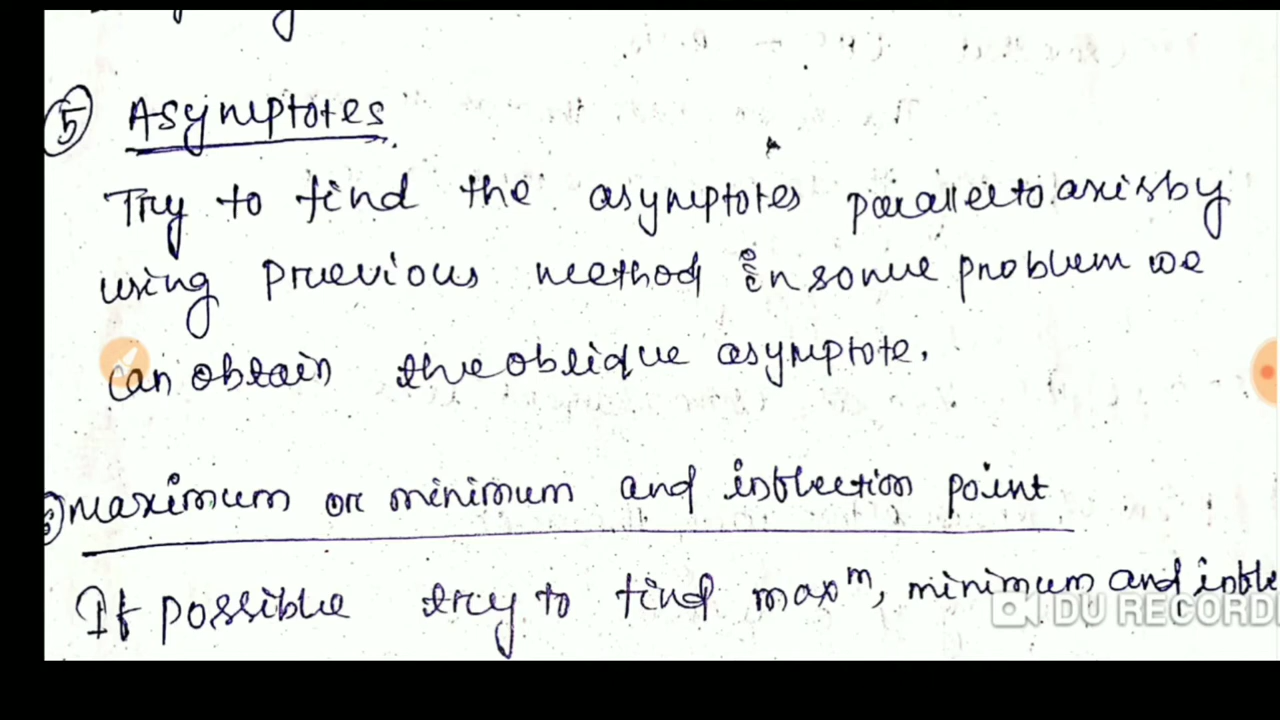 ⑤ Asymptotes
Try to find the asymptotes parallel to axis by
using previous method in some problem we
can obtain the oblique asymptote.
maximum or minimum and inflection point
If possible try to find max^m, minimum and infle
DU RECORDE